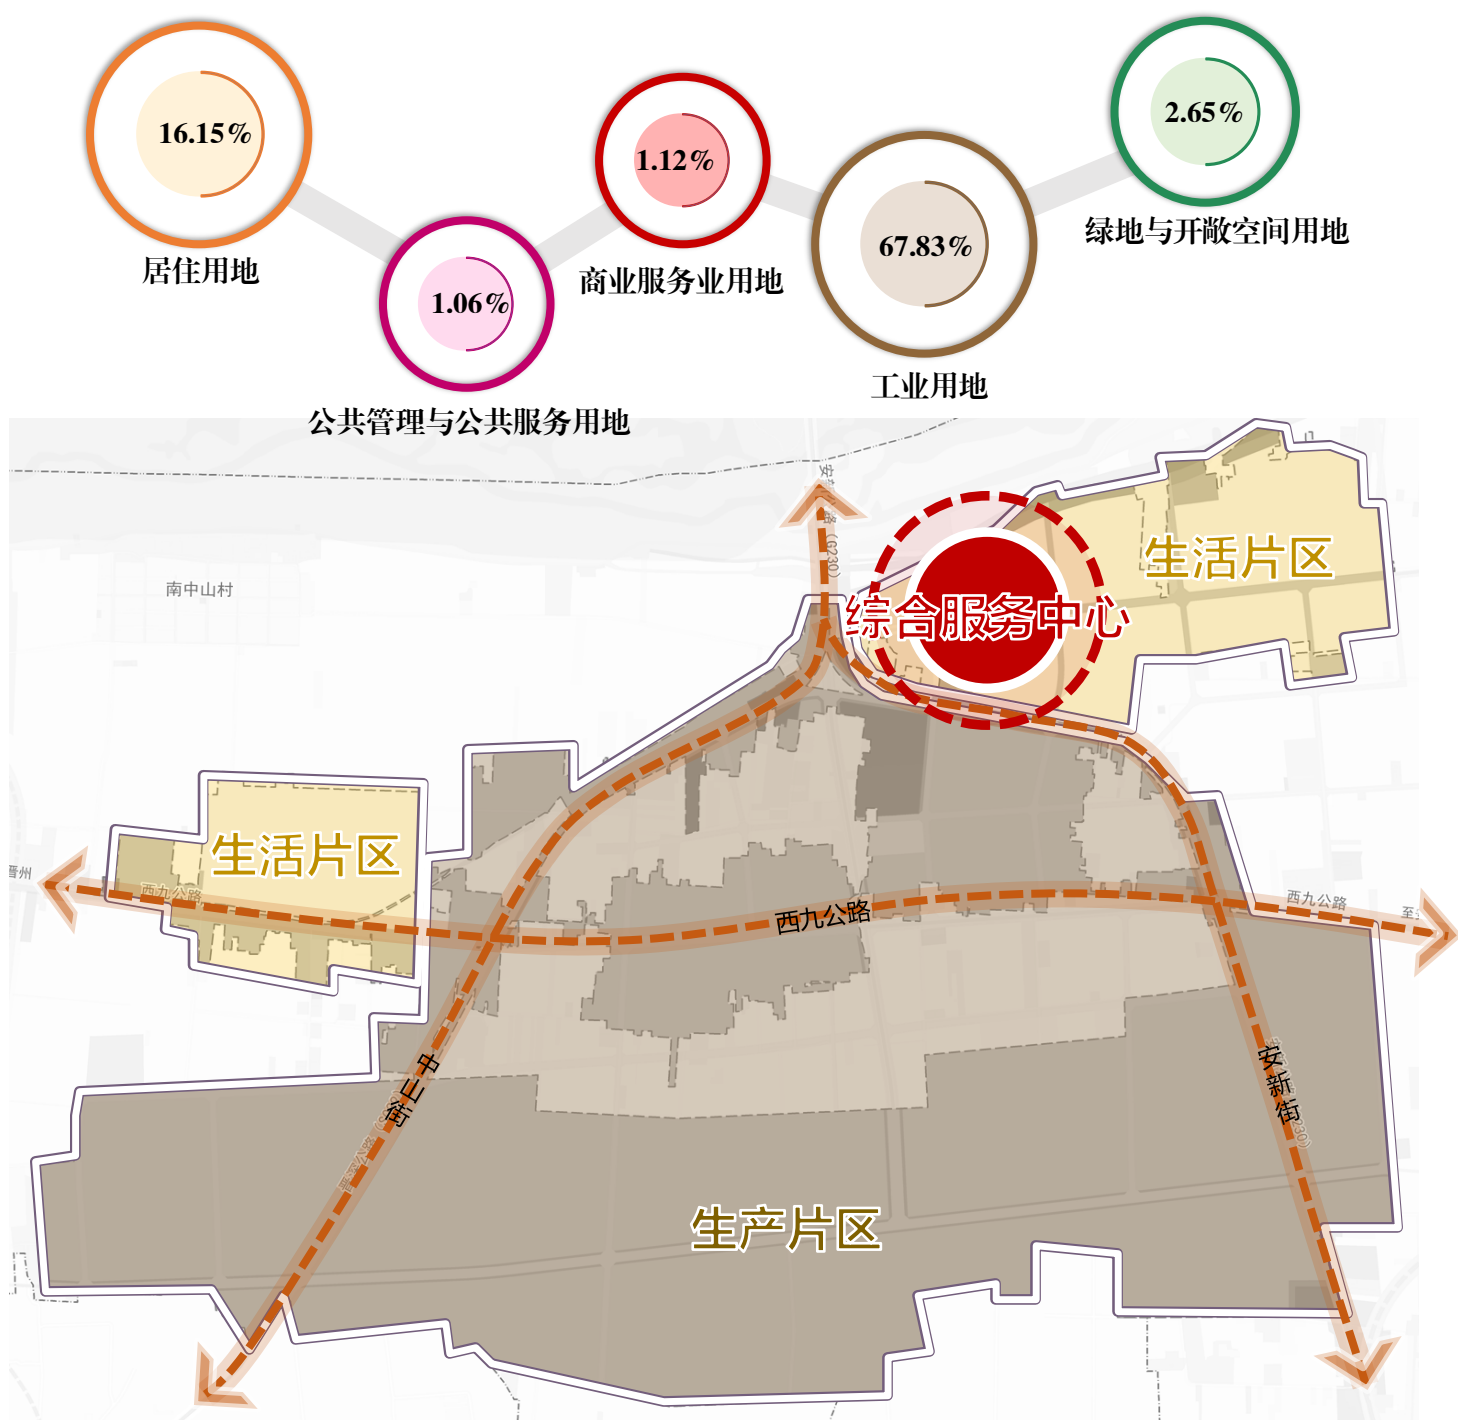 16.15%
居住用地
1.06%
公共管理与公共服务用地
1.12%
商业服务业用地
67.83%
工业用地
2.65%
绿地与开敞空间用地
南中山村
生活片区
综合服务中心
生活片区
晋州
西九公路
西九公路
西九公路
中山街
安新街
生产片区